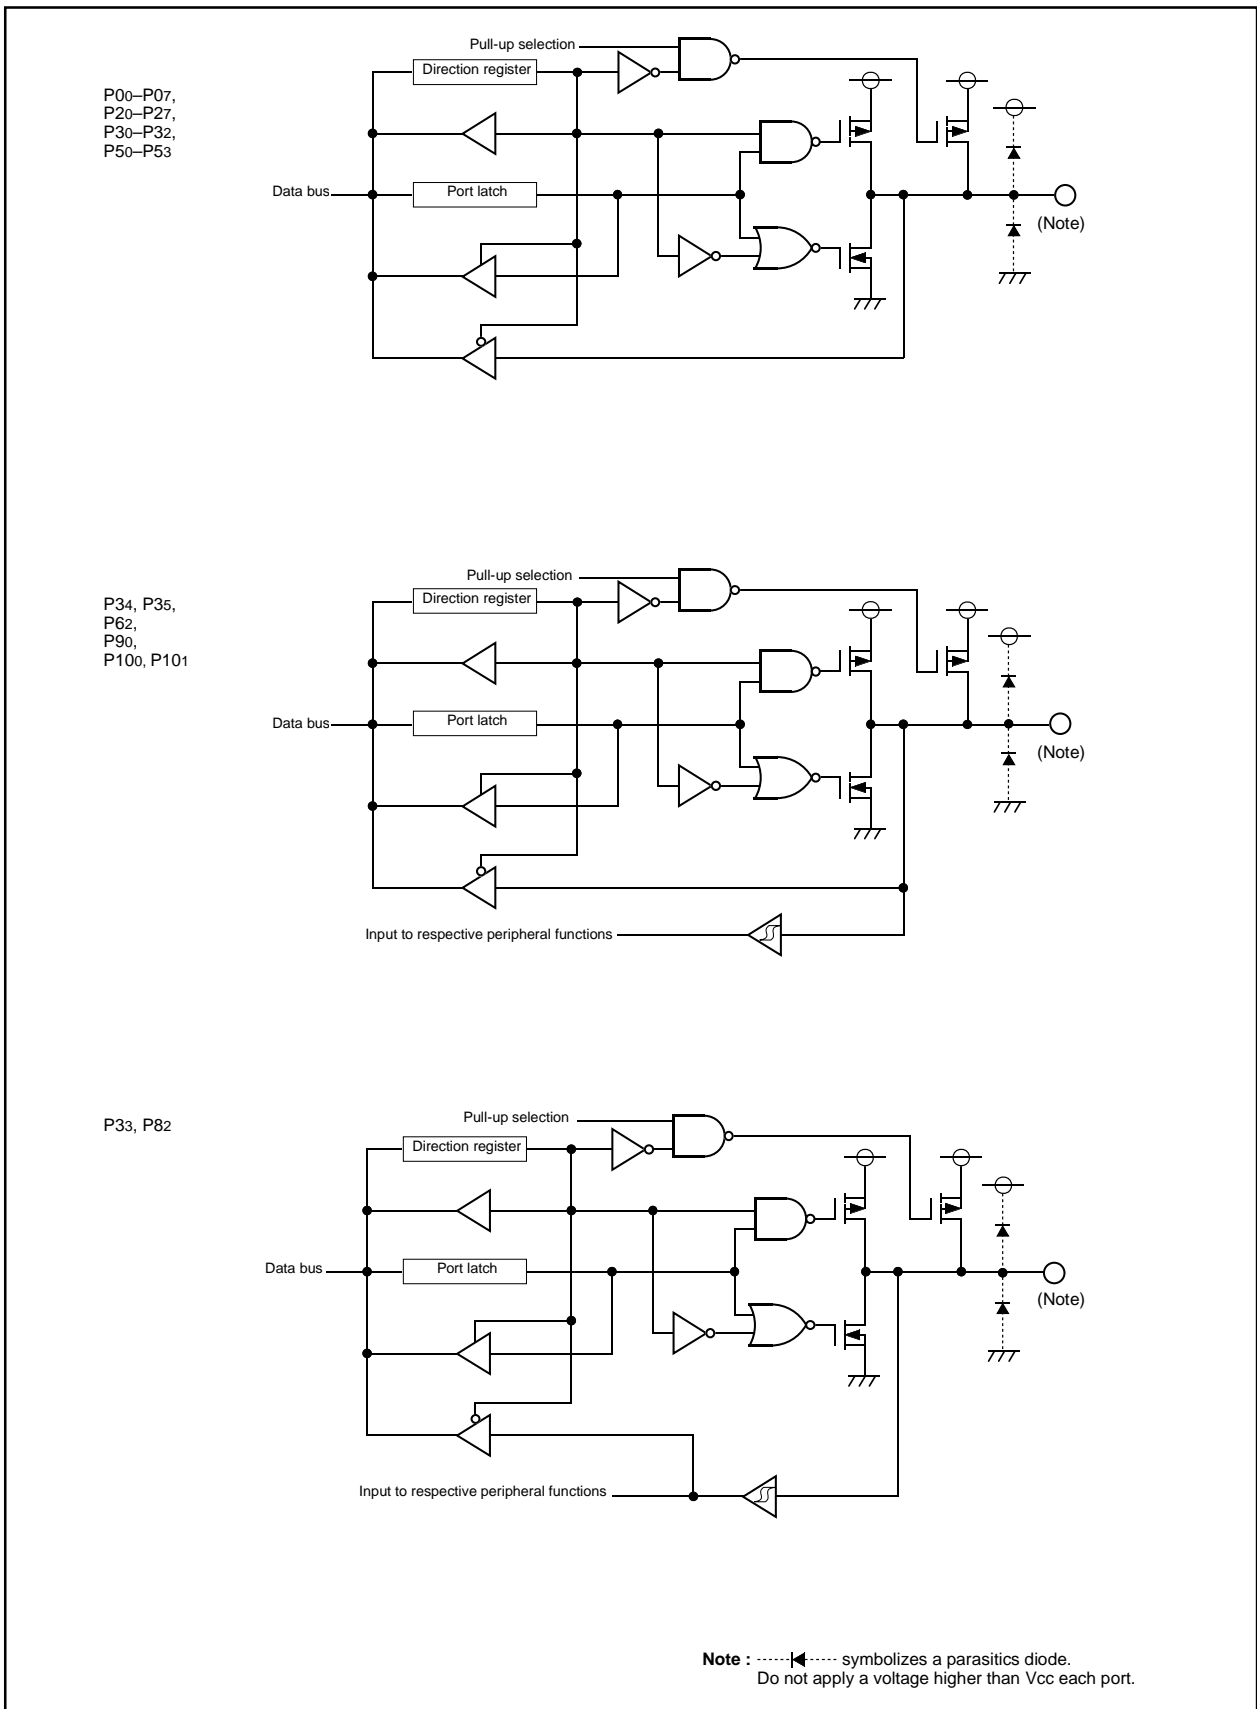 Pull-up selection
Direction register
P00–P07,
P20–P27,
P30–P32,
P50–P53
Data bus
Port latch
(Note)
Pull-up selection
Direction register
P34, P35,
P62,
P90,
P100, P101
Data bus
Port latch
(Note)
Input to respective peripheral functions
Pull-up selection
P33, P82
Direction register
Data bus
Port latch
(Note)
Input to respective peripheral functions
Note : symbolizes a parasitics diode.
Do not apply a voltage higher than Vcc each port.